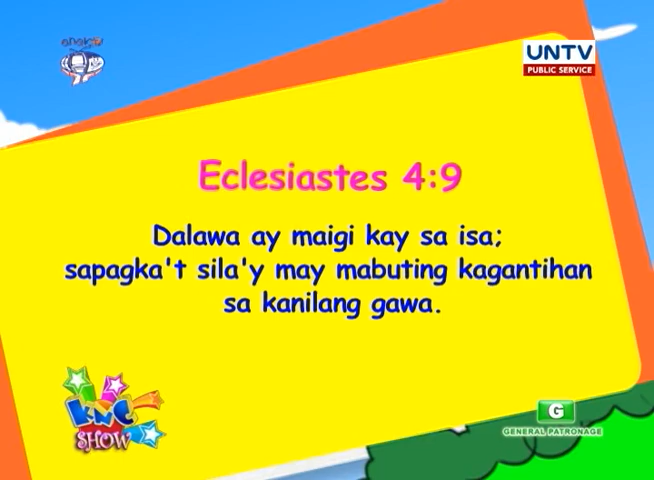 UNTV
PUBLIC SERVICE
Eclesiastes 4:9
Dalawa ay maigi kay sa isa;
sapagka't sila'y may mabuting kagantihan
sa kanilang gawa.
KNC
SHOW
G
GENERAL PATRONAGE